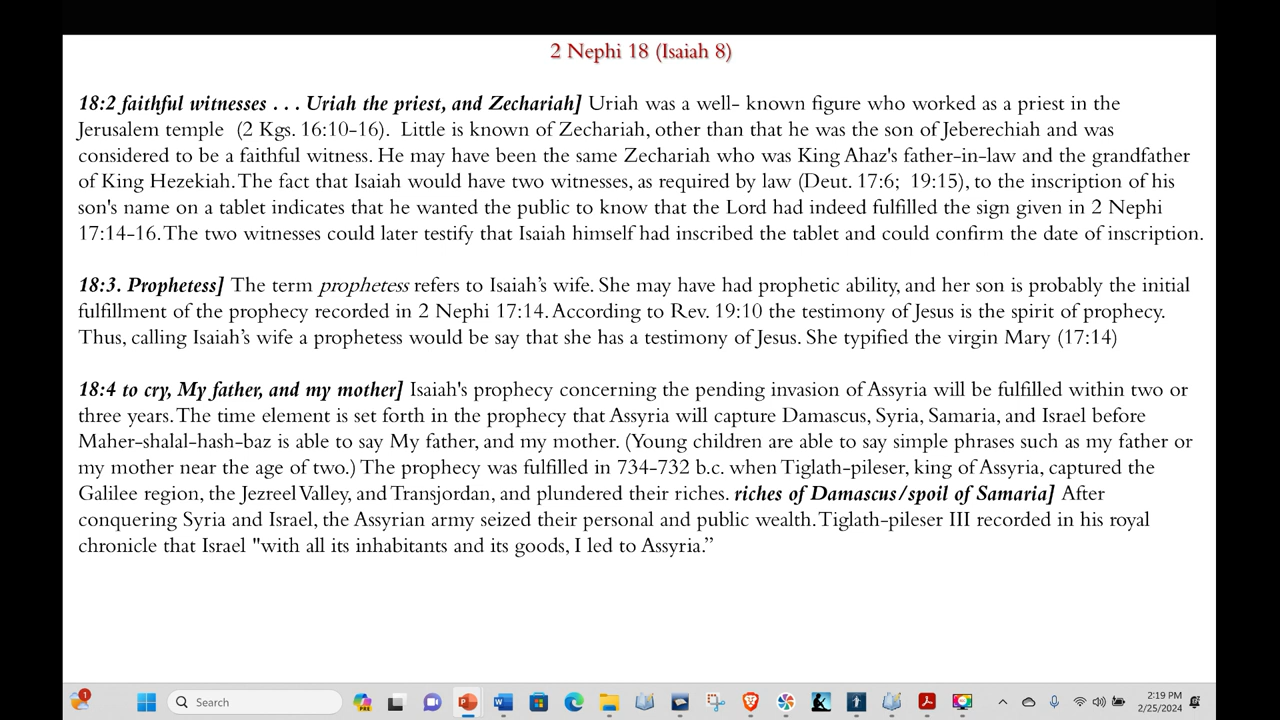 2 Nephi 18 (Isaiah 8)
18:2 faithful witnesses . . . Uriah the priest, and Zechariah] Uriah was a well- known figure who worked as a priest in the
Jerusalem temple (2 Kgs. 16:10-16). Little is known of Zechariah, other than that he was the son of Jeberechiah and was
considered to be a faithful witness. He may have been the same Zechariah who was King Ahaz's father-in-law and the grandfather
of King Hezekiah. The fact that Isaiah would have two witnesses, as required by law (Deut. 17:6; 19:15), to the inscription of his
son's name on a tablet indicates that he wanted the public to know that the Lord had indeed fulfilled the sign given in 2 Nephi
17:14-16. The two witnesses could later testify that Isaiah himself had inscribed the tablet and could confirm the date of inscription.
18:3. Prophetess] The term prophetess refers to Isaiah’s wife. She may have had prophetic ability, and her son is probably the initial
fulfillment of the prophecy recorded in 2 Nephi 17:14. According to Rev. 19:10 the testimony of Jesus is the spirit of prophecy.
Thus, calling Isaiah’s wife a prophetess would be say that she has a testimony of Jesus. She typified the virgin Mary (17:14)
18:4 to cry, My father, and my mother] Isaiah's prophecy concerning the pending invasion of Assyria will be fulfilled within two or
three years. The time element is set forth in the prophecy that Assyria will capture Damascus, Syria, Samaria, and Israel before
Maher-shalal-hash-baz is able to say My father, and my mother. (Young children are able to say simple phrases such as my father or
my mother near the age of two.) The prophecy was fulfilled in 734-732 b.c. when Tiglath-pileser, king of Assyria, captured the
Galilee region, the Jezreel Valley, and Transjordan, and plundered their riches. riches of Damascus/spoil of Samaria] After
conquering Syria and Israel, the Assyrian army seized their personal and public wealth. Tiglath-pileser III recorded in his royal
chronicle that Israel "with all its inhabitants and its goods, I led to Assyria.”
1
Search
PRE
2:19 PM
2/25/2024